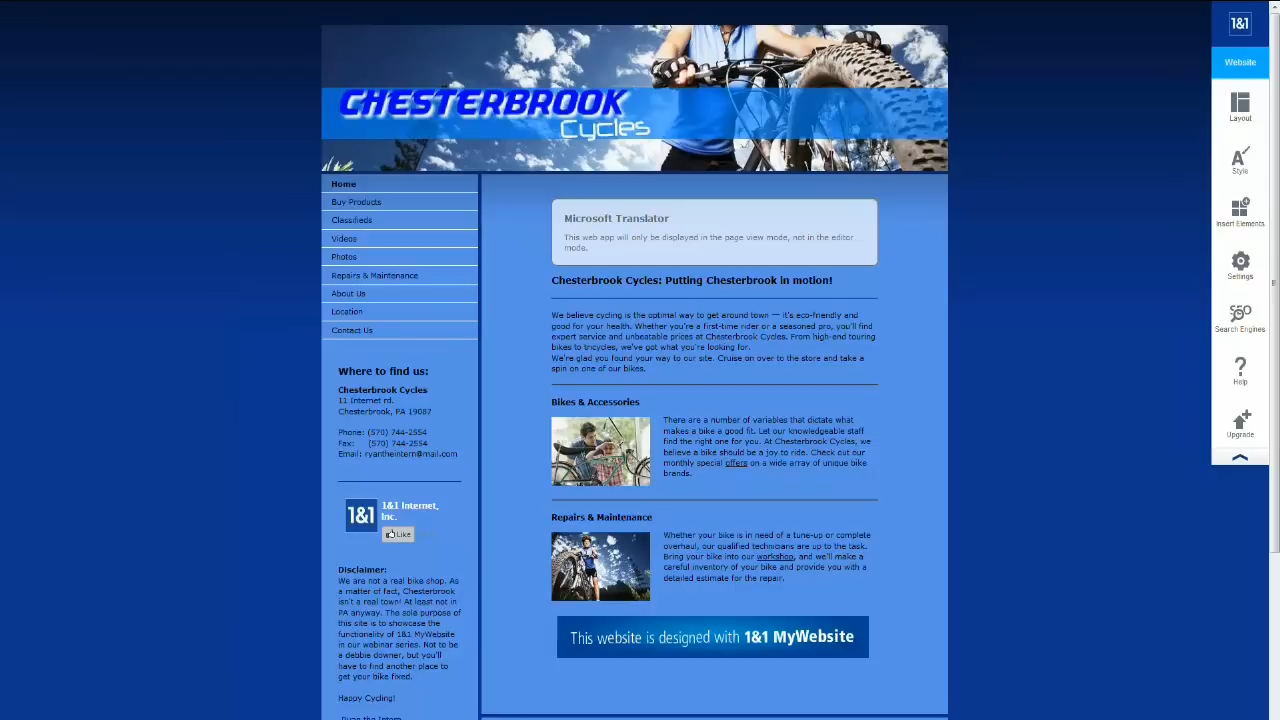 CHESTERBROOK
Cycles
Home
Buy Products
Classifieds
Videos
Photos
Repairs & Maintenance
About Us
Location
Contact Us
Where to find us:
Chesterbrook Cycles
11 Internet rd.
Chesterbrook, PA 19087
Phone: (570) 744-2554
Fax: (570) 744-2554
Email: ryantheintern@mail.com
1&1
1&1 Internet,
Inc.
Like
Disclaimer:
We are not a real bike shop. As
a matter of fact, Chesterbrook
isn't a real town! At least not in
PA anyway. The sole purpose of
this site is to showcase the
functionality of 1&1 MyWebsite
in our webinar series. Not to
be a debbie downer, but you'll
have to find another place to
get your bike fixed.
Happy Cycling!
Microsoft Translator
This web app will only be displayed in the page view mode, not in the editor
mode.
Chesterbrook Cycles: Putting Chesterbrook in motion!
We believe cycling is the optimal way to get around town — it's eco-friendly and
good for your health. Whether you're a first-time rider or a seasoned pro, you'll find
expert service and unbeatable prices at Chesterbrook Cycles. From high-end touring
bikes to tricycles, we've got what you're looking for.
We're glad you found your way to our site. Cruise on over to the store and take a
spin on one of our bikes.
Bikes & Accessories
There are a number of variables that dictate what
makes a bike a good fit. Let our knowledgeable staff
find the right one for you. At Chesterbrook Cycles, we
believe a bike should be a joy to ride. Check out our
monthly special offers on a wide array of unique bike
brands.
Repairs & Maintenance
Whether your bike is in need of a tune-up or complete
overhaul, our qualified technicians are up to the task.
Bring your bike into our workshop, and we'll make a
careful inventory of your bike and provide you with a
detailed estimate for the repair.
This website is designed with 1&1 MyWebsite
1&1
Website
Layout
Style
Insert Elements
Settings
SEO
Search Engines
Help
Upgrade